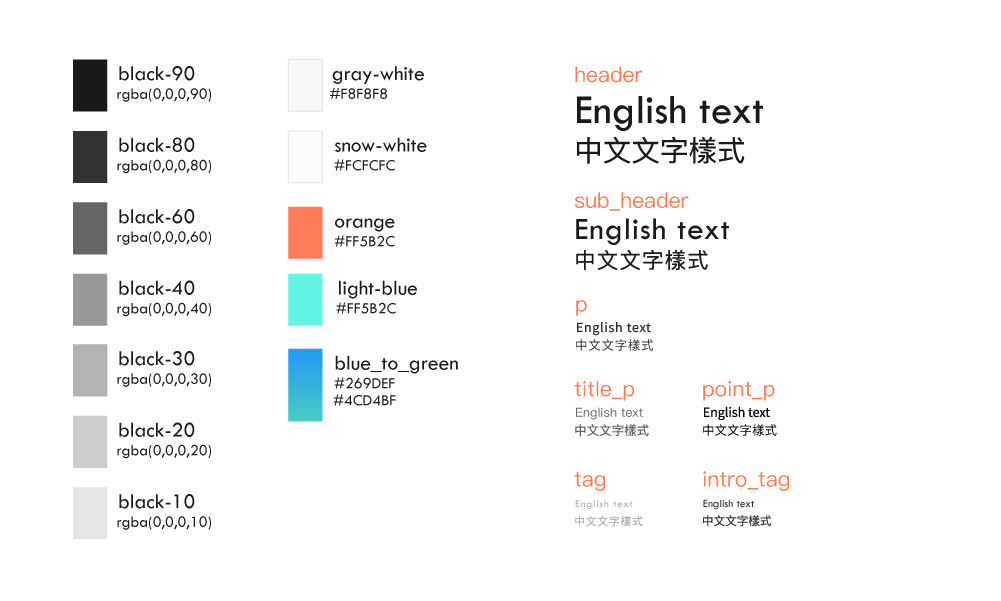 black-90
rgba(0,0,0,90)
black-80
rgba(0,0,0,80)
black-60
rgba(0,0,0,60)
black-40
rgba(0,0,0,40)
black-30
rgba(0,0,0,30)
black-20
rgba(0,0,0,20)
black-10
rgba(0,0,0,10)
gray-white
#F8F8F8
snow-white
#FCFCFC
orange
#FF5B2C
light-blue
#FF5B2C
blue_to_green
#269DEF
#4CD4BF
header
English text
中文文字樣式
sub_header
English text
中文文字樣式
p
English text
中文文字樣式
title_p
English text
中文文字樣式
point_p
English text
中文文字樣式
tag
English text
中文文字樣式
intro_tag
English text
中文文字樣式